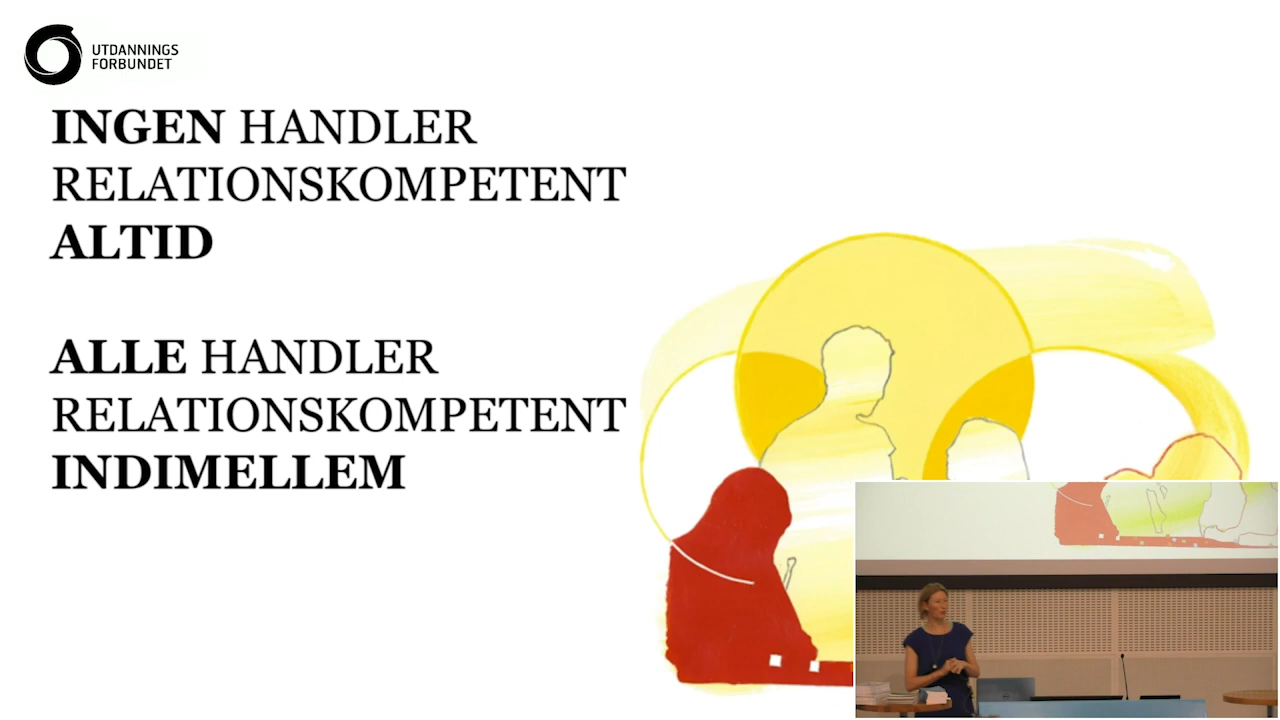 UTDANNINGS
FORBUNDET
INGEN HANDLER
RELATIONSKOMPETENT
ALTID
ALLE HANDLER
RELATIONSKOMPETENT
INDIMELLEM